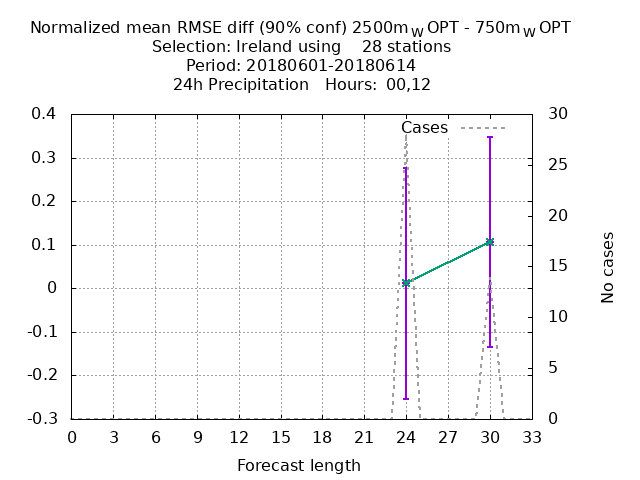 Normalized mean RMSE diff (90% conf) 2500m_W OPT - 750m_W OPT
Selection: Ireland using    28 stations
Period: 20180601-20180614
24h Precipitation   Hours: 00,12
Cases
0.4
0.3
0.2
0.1
0
-0.1
-0.2
-0.3
30
25
20
15
10
5
0
No cases
0 3 6 9 12 15 18 21 24 27 30 33
Forecast length